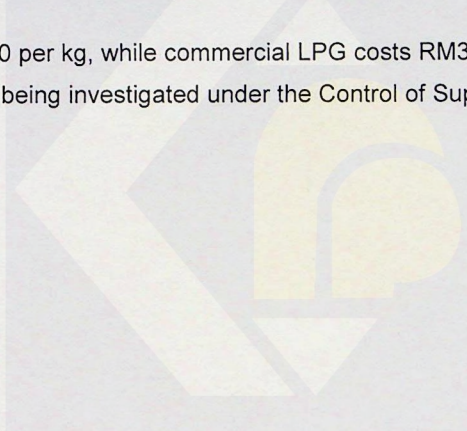 0 per kg, while commercial LPG costs RM3
being investigated under the Control of Sup